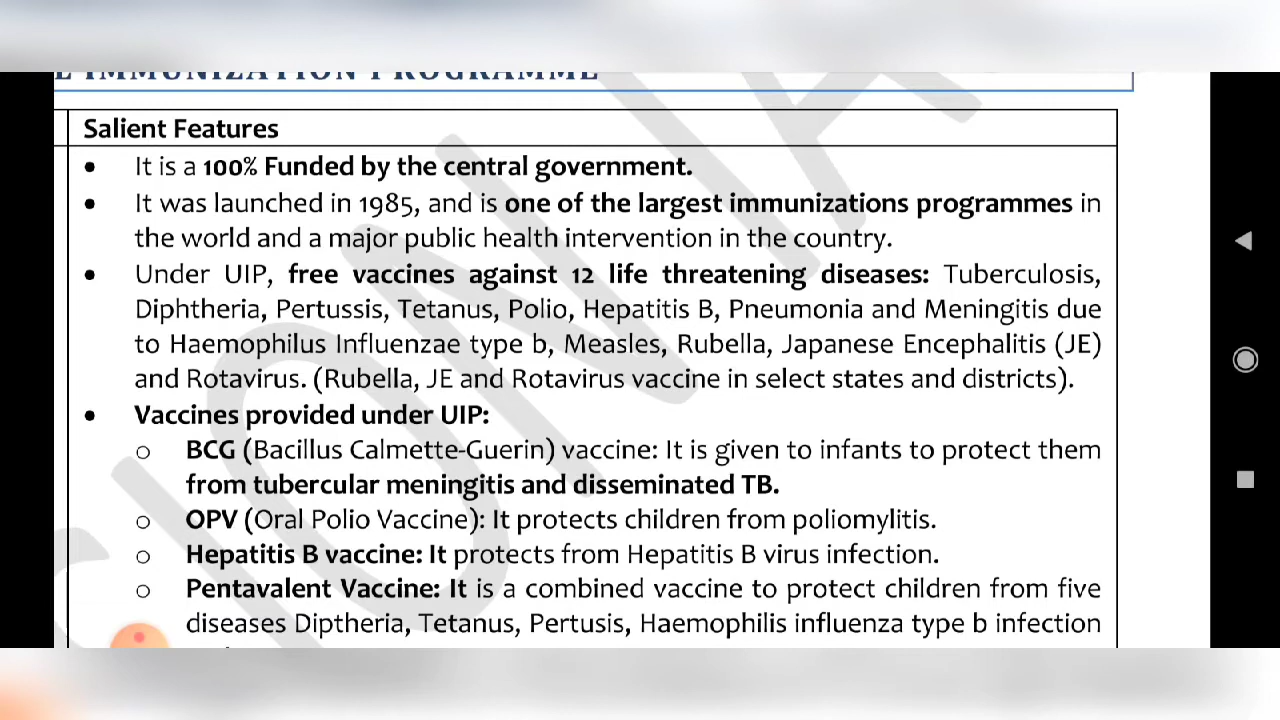 E IMMUNIZATION PROGRAMME
Salient Features
• It is a 100% Funded by the central government.
• It was launched in 1985, and is one of the largest immunizations programmes in
the world and a major public health intervention in the country.
• Under UIP, free vaccines against 12 life threatening diseases: Tuberculosis,
Diphtheria, Pertussis, Tetanus, Polio, Hepatitis B, Pneumonia and Meningitis due
to Haemophilus Influenzae type b, Measles, Rubella, Japanese Encephalitis (JE)
and Rotavirus. (Rubella, JE and Rotavirus vaccine in select states and districts).
• Vaccines provided under UIP:
o BCG (Bacillus Calmette-Guerin) vaccine: It is given to infants to protect them
from tubercular meningitis and disseminated TB.
o OPV (Oral Polio Vaccine): It protects children from poliomylitis.
o Hepatitis B vaccine: It protects from Hepatitis B virus infection.
o Pentavalent Vaccine: It is a combined vaccine to protect children from five
diseases Diptheria, Tetanus, Pertusis, Haemophilis influenza type b infection